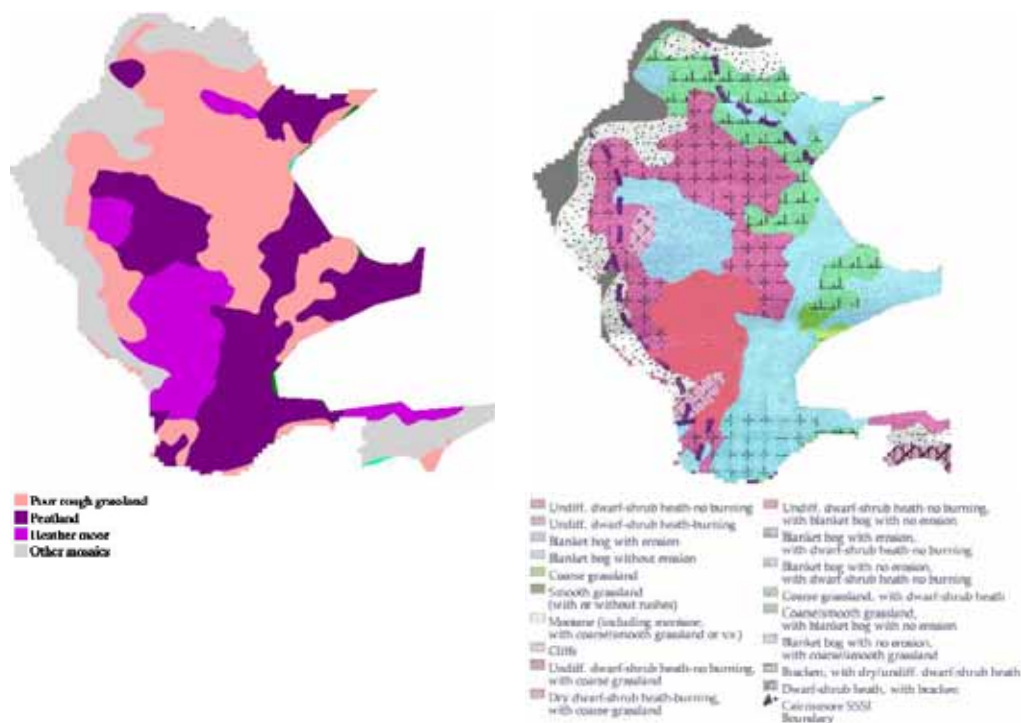 Poor rough grassland
Peatland
Heather moor
Other mosaics
Undiff. dwarf-shrub heath-no burning
Undiff. dwarf-shrub heath-burning
Blanket bog with erosion
Blanket bog without erosion
Coarse grassland
Smooth grassland
(with or without rushes)
Montane (including montane,
with coarse/smooth grassland or v.v.)
Cliffs
Undiff. dwarf-shrub heath-no burning,
with coarse grassland
Dry dwarf-shrub heath-burning,
with coarse grassland
Undiff. dwarf-shrub heath-no burning,
with blanket bog with no erosion
Blanket bog with erosion,
with dwarf-shrub heath-no burning
Blanket bog with no erosion,
with dwarf-shrub heath-no burning
Coarse grassland, with dwarf-shrub heath
Coarse/smooth grassland,
with blanket bog with no erosion
Blanket bog with no erosion,
with coarse/smooth grassland
Bracken, with dry/undiff. dwarf-shrub heath
Dwarf-shrub heath, with bracken
Cairnsmore SSSI
Boundary